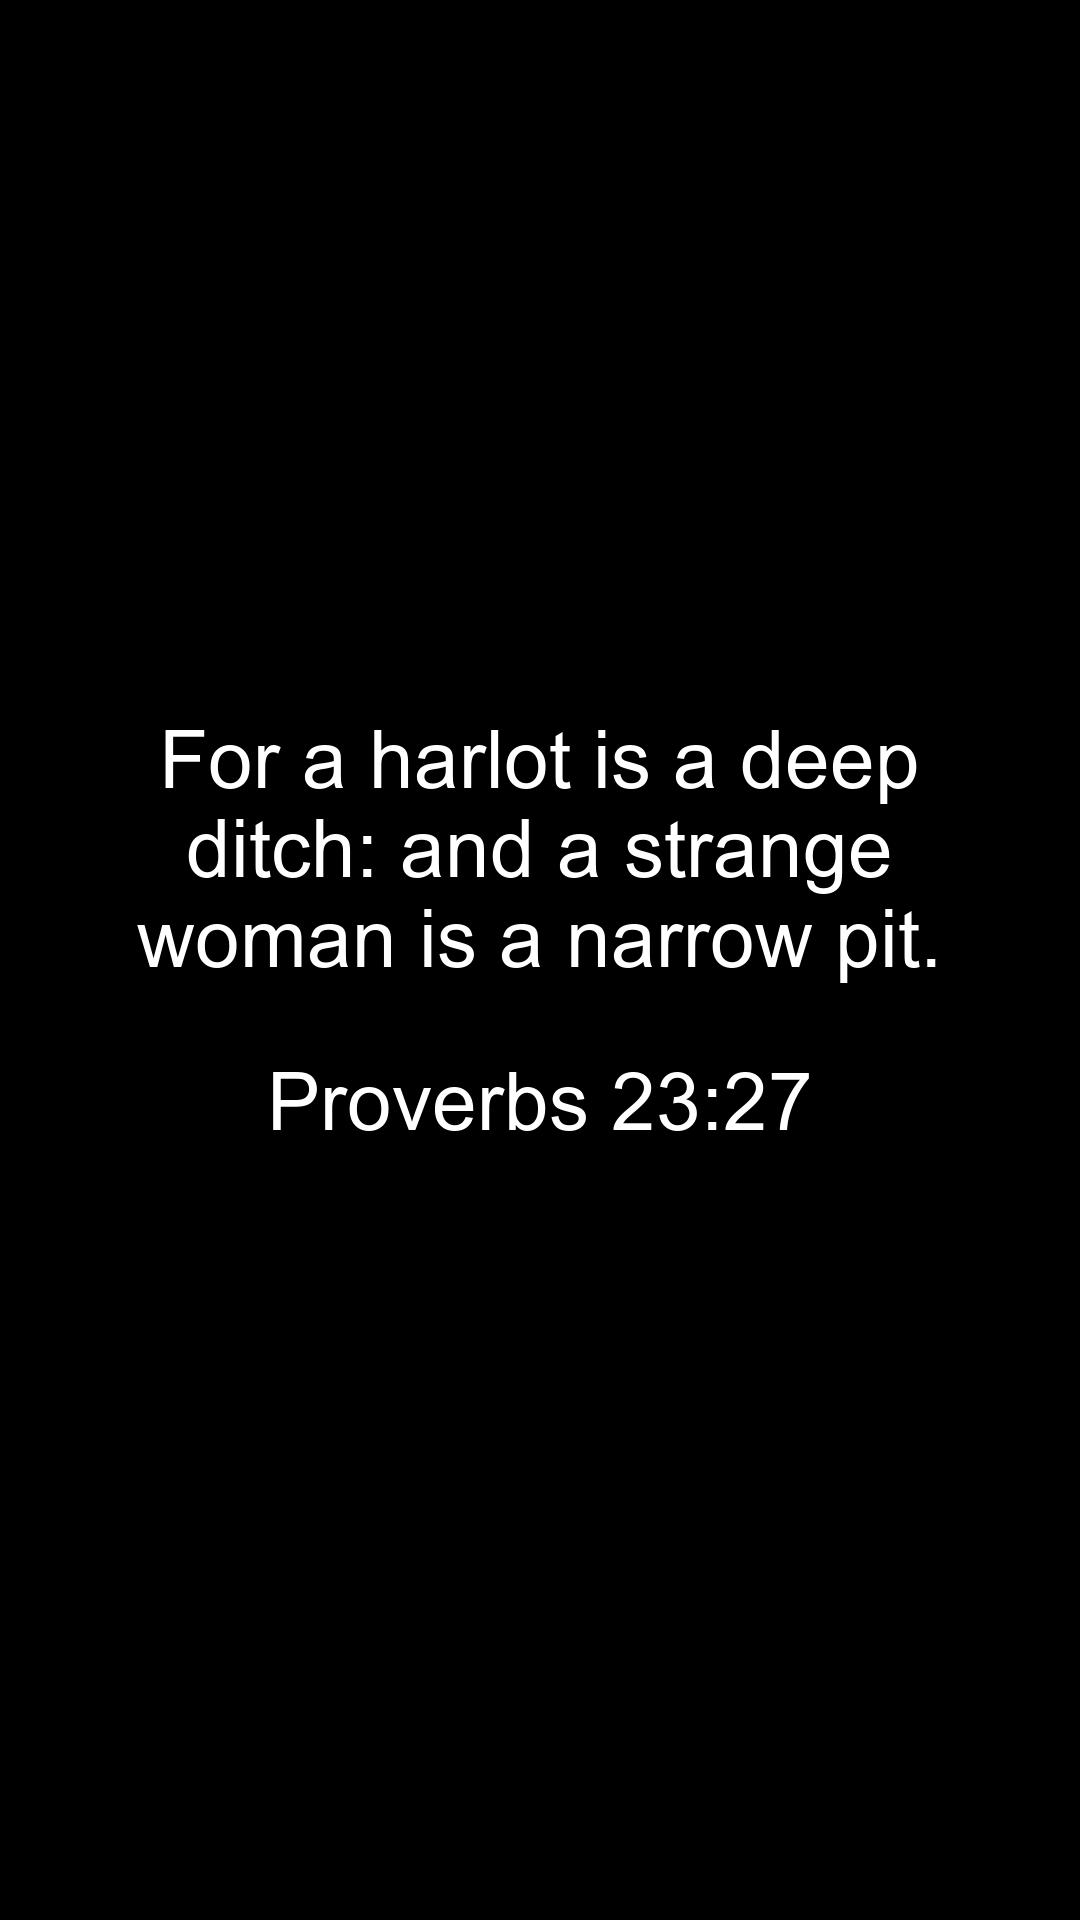 For a harlot is a deep
ditch: and a strange
woman is a narrow pit.
Proverbs 23:27